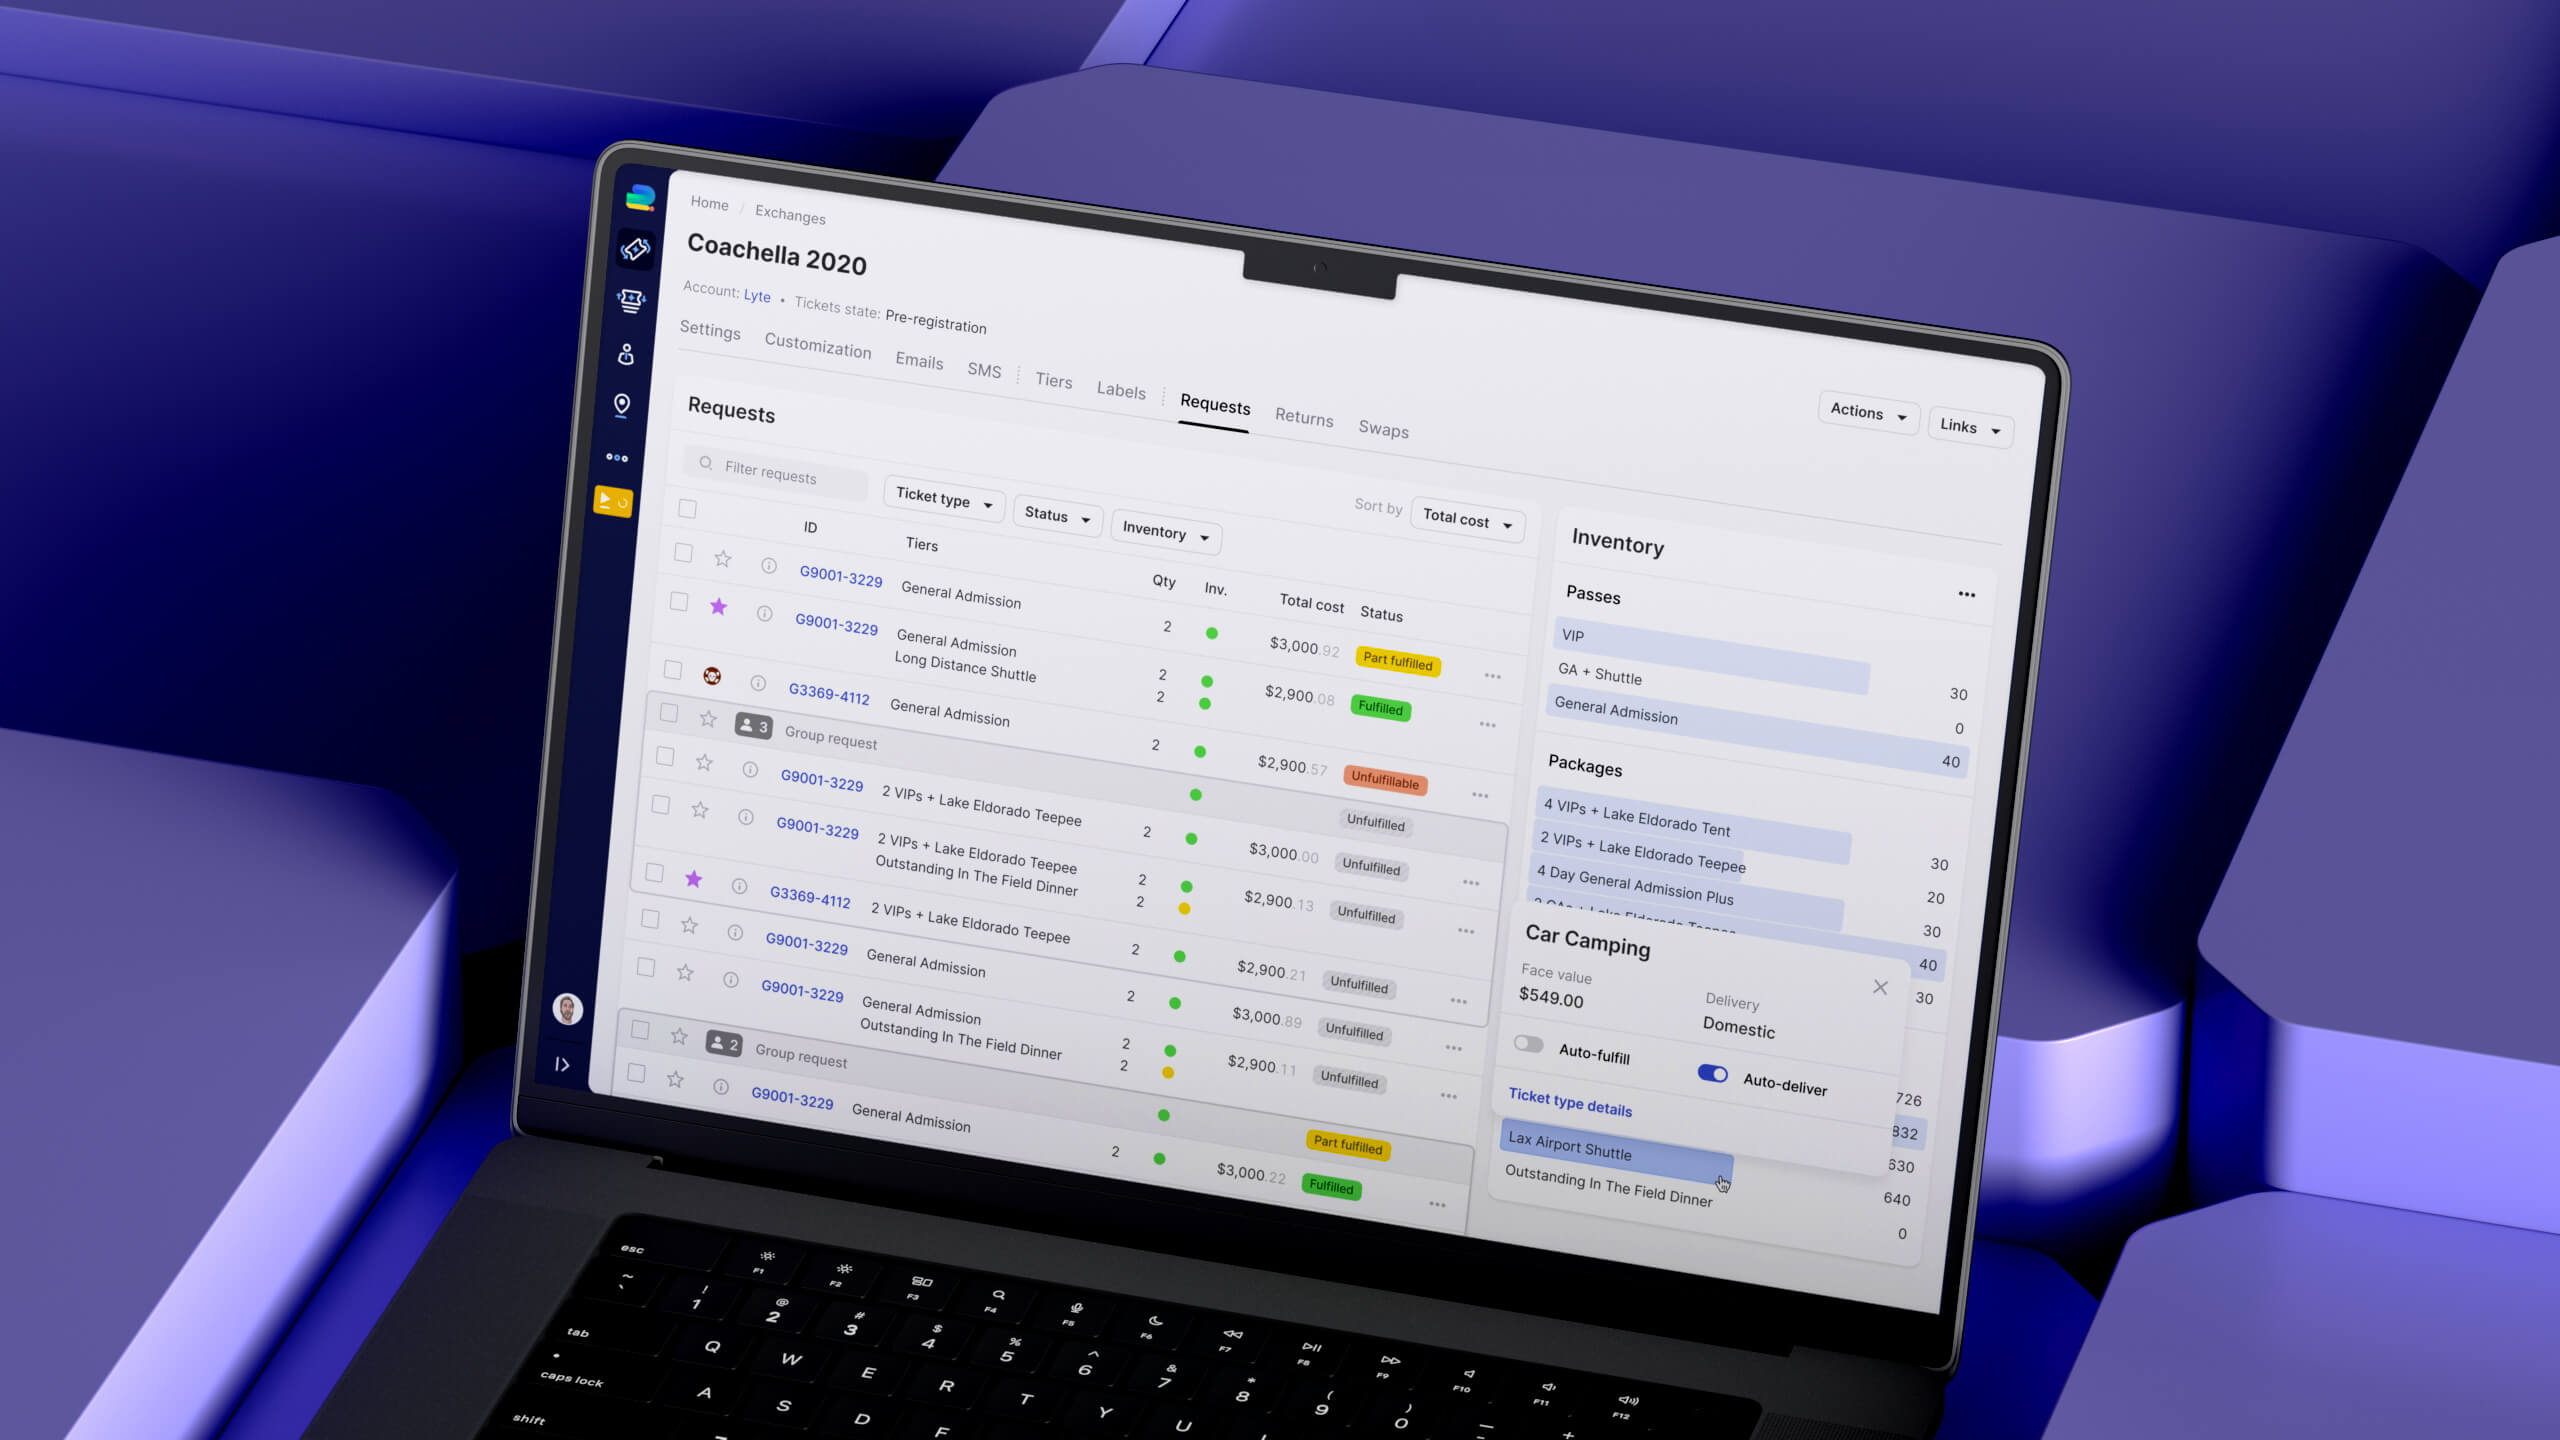 Home / Exchanges
Coachella 2020
Account: Lyte • Tickets state: Pre-registration
Settings Customization Emails SMS Tiers Labels Requests Returns Swaps
Actions Links
Requests
Filter requests Ticket type Status Inventory Sort by Total cost
ID Tiers Qty Inv. Total cost Status
G9001-3229 General Admission 2 $3,000.92 Part fulfilled
G9001-3229 General Admission 2 $2,900.08 Fulfilled
Long Distance Shuttle 2
G3369-4112 General Admission 2 $2,900.57 Unfulfillable
3 Group request Unfulfilled
G9001-3229 2 VIPs + Lake Eldorado Teepee 2 $3,000.00 Unfulfilled
G9001-3229 2 VIPs + Lake Eldorado Teepee 2 $2,900.13 Unfulfilled
Outstanding In The Field Dinner 2
G3369-4112 2 VIPs + Lake Eldorado Teepee 2 $2,900.21 Unfulfilled
G9001-3229 General Admission 2 $3,000.89 Unfulfilled
G9001-3229 General Admission 2 $2,900.11 Unfulfilled
Outstanding In The Field Dinner 2
2 Group request Part fulfilled
G9001-3229 General Admission 2 $3,000.22 Fulfilled
Inventory
Passes
VIP 30
GA + Shuttle 0
General Admission 40
Packages
4 VIPs + Lake Eldorado Tent 30
2 VIPs + Lake Eldorado Teepee 20
4 Day General Admission Plus 30
40
30
Car Camping
Face value
$549.00
Delivery
Domestic
Auto-fulfill Auto-deliver
Ticket type details
726
832
630
Lax Airport Shuttle 640
Outstanding In The Field Dinner 0
esc F1 F2 F3 F4 F5 F6 F7 F8 F9 F10 F11 F12
~ ` ! 1 @ 2 # 3 $ 4 % 5 ^ 6 & 7 * 8 ( 9 ) 0 _ +
tab Q W E R T Y U
caps lock A S D F
shift